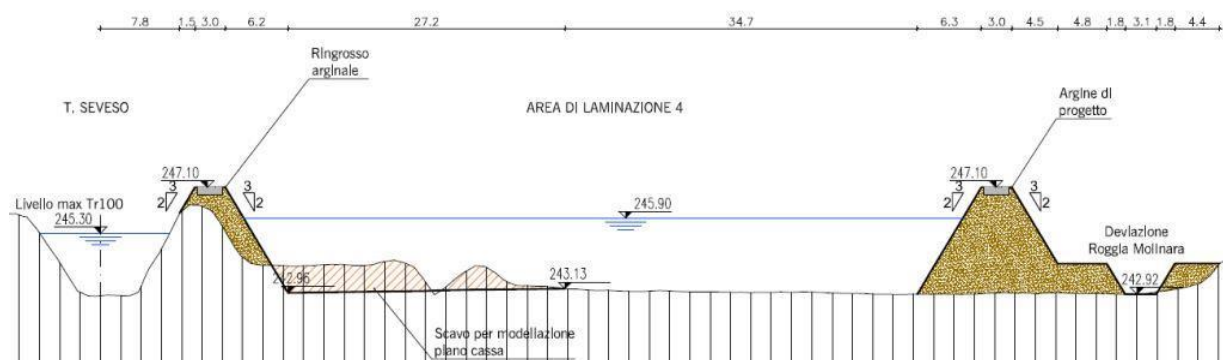 7.8 1.5 3.0 6.2 27.2 34.7 6.3 3.0 4.5 4.8 1.8 3.1 1.8 4.4
Ringrosso
arginale
T. SEVESO
AREA DI LAMINAZIONE 4
Argine di
progetto
247.10
247.10
3
2
3
2
3
2
3
2
Livello max Tr100
245.30
245.90
Deviazione
Roggia Molinara
242.96
243.13
242.92
Scavo per modellazione
piano cassa